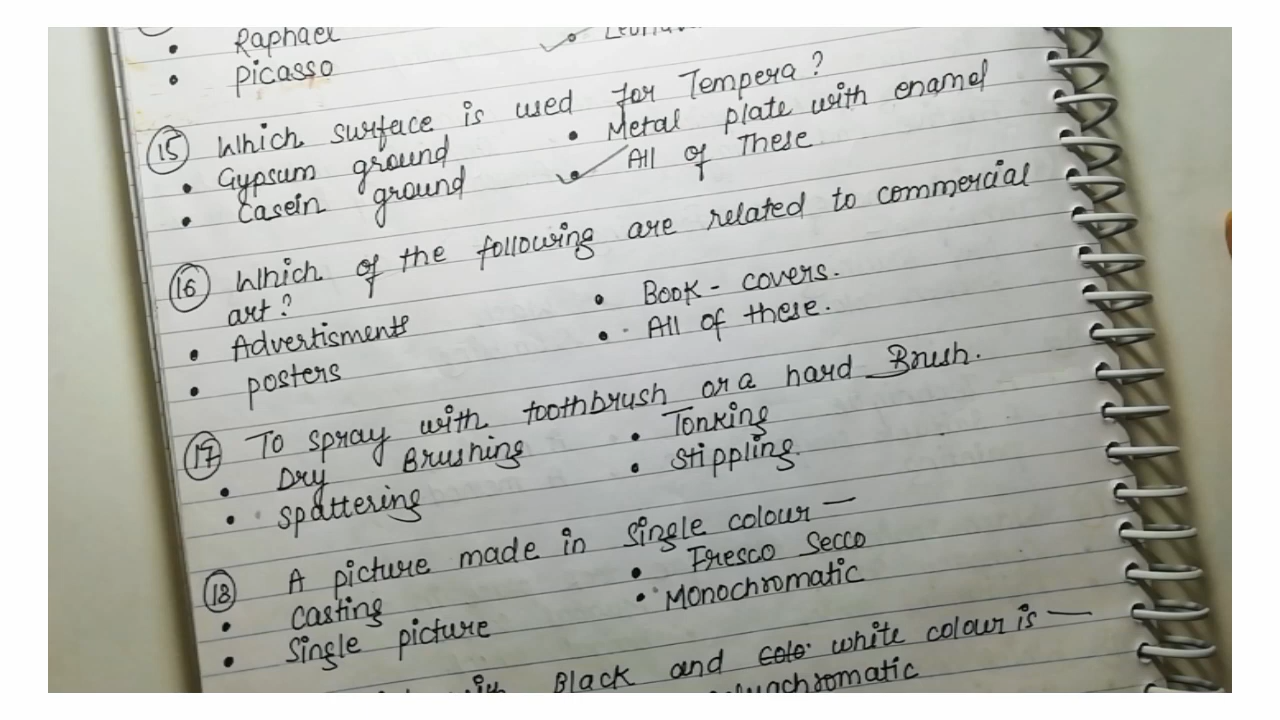 • Raphael
• Picasso
⑮ Which surface is used for Tempera?
• Gypsum ground • Metal plate with enamel
• Casein ground • All of These
⑯ Which of the following are related to commercial
art?
• Advertisments • Book - covers.
• posters • All of these.
⑰ To spray with toothbrush or a hard Brush.
• Dry Brushing • Tonking
• spattering • Stippling.
⑱ A picture made in single colour —
• casting • Fresco Secco
• Single picture • Monochromatic
Black and white colour is —